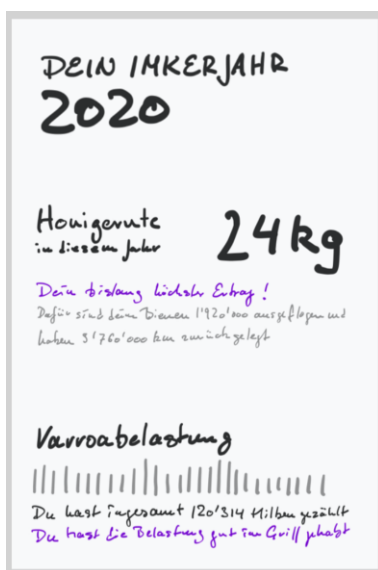 DEIN IMKERJAHR
2020
Honigernte
in diesem Jahr
24kg
Dein bislang höchster Ertrag!
Dafür sind deine Bienen 1'920'000 ausgeflogen und
haben 5'760'000 km zurückgelegt
Varroabelastung
Du hast insgesamt 120'314 Milben gezählt
Du hast die Belastung gut im Griff gehabt